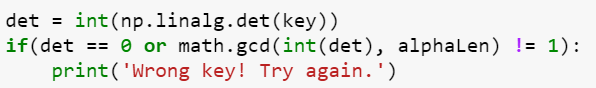 det = int(np.linalg.det(key))
if(det == 0 or math.gcd(int(det), alphaLen) != 1):
    print('Wrong key! Try again.')